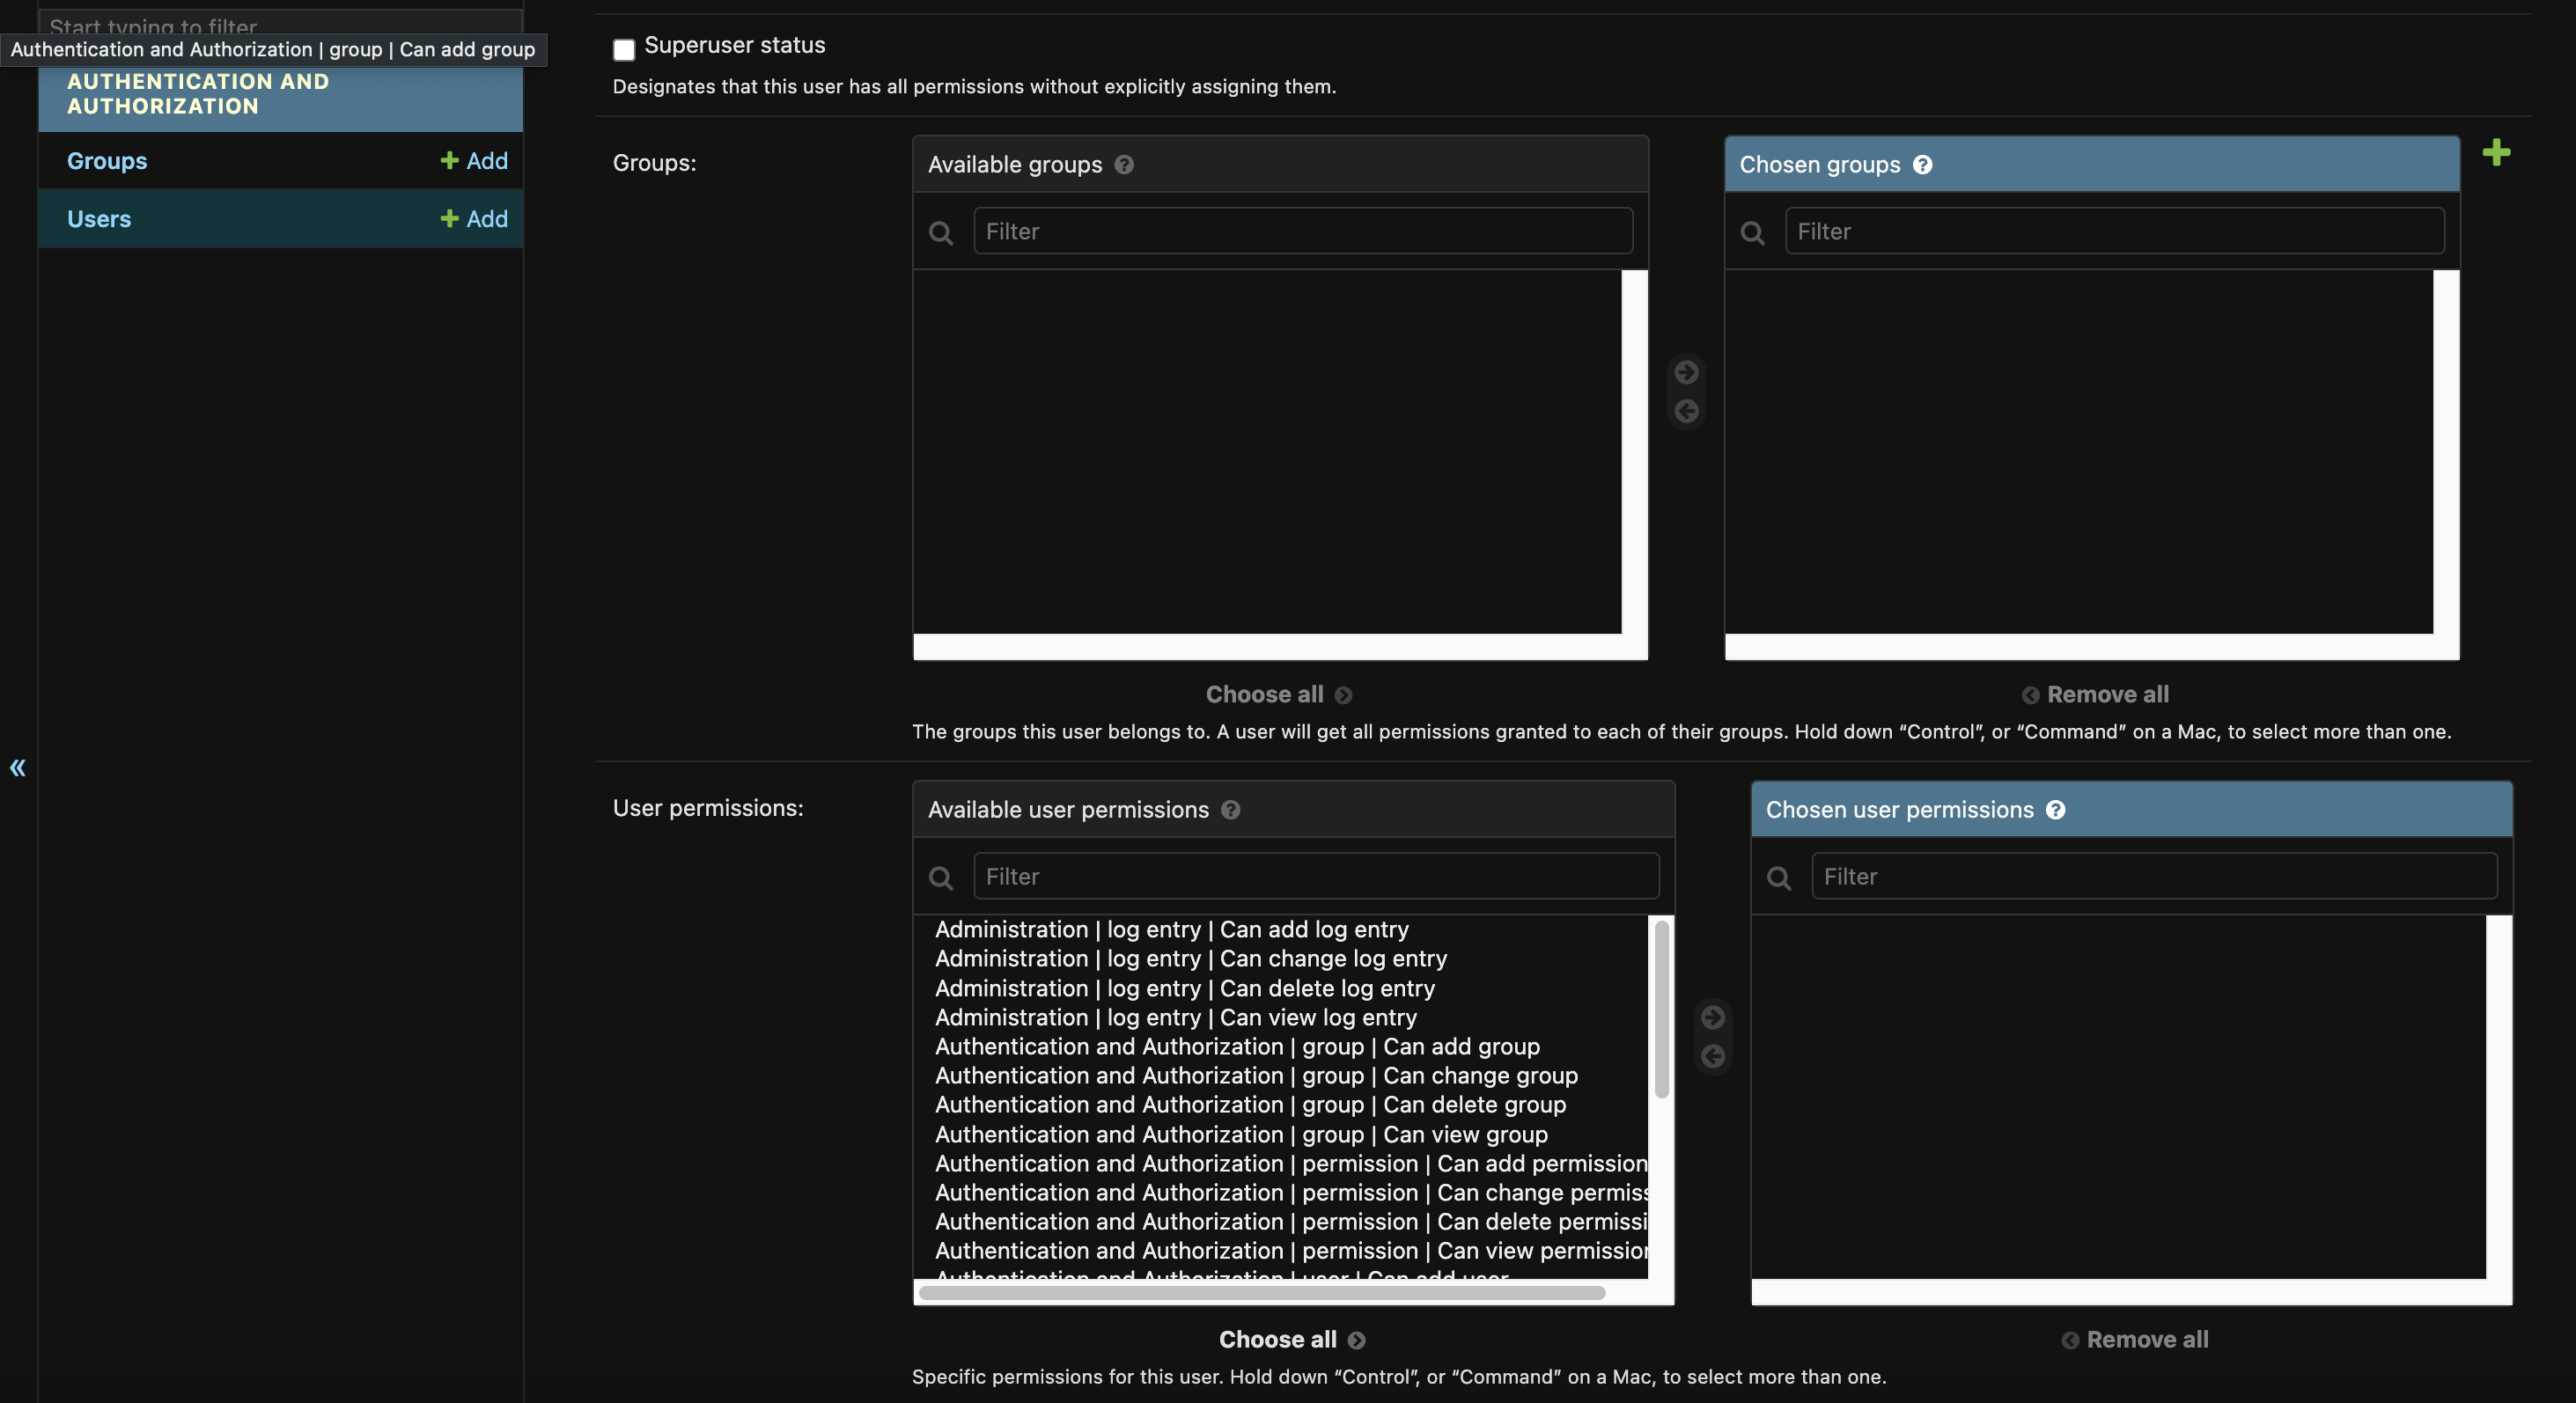 Start typing to filter
Authentication and Authorization | group | Can add group
AUTHENTICATION AND
AUTHORIZATION
Groups
Add
Users
Add
Superuser status
Designates that this user has all permissions without explicitly assigning them.
Groups:
Available groups ?
Filter
Chosen groups ?
Filter
Choose all
Remove all
The groups this user belongs to. A user will get all permissions granted to each of their groups. Hold down “Control”, or “Command” on a Mac, to select more than one.
«
User permissions:
Available user permissions ?
Filter
Administration | log entry | Can add log entry
Administration | log entry | Can change log entry
Administration | log entry | Can delete log entry
Administration | log entry | Can view log entry
Authentication and Authorization | group | Can add group
Authentication and Authorization | group | Can change group
Authentication and Authorization | group | Can delete group
Authentication and Authorization | group | Can view group
Authentication and Authorization | permission | Can add permission
Authentication and Authorization | permission | Can change permiss
Authentication and Authorization | permission | Can delete permissi
Authentication and Authorization | permission | Can view permission
Authentication and Authorization | user | Can add user
Chosen user permissions ?
Filter
Choose all
Remove all
Specific permissions for this user. Hold down “Control”, or “Command” on a Mac, to select more than one.